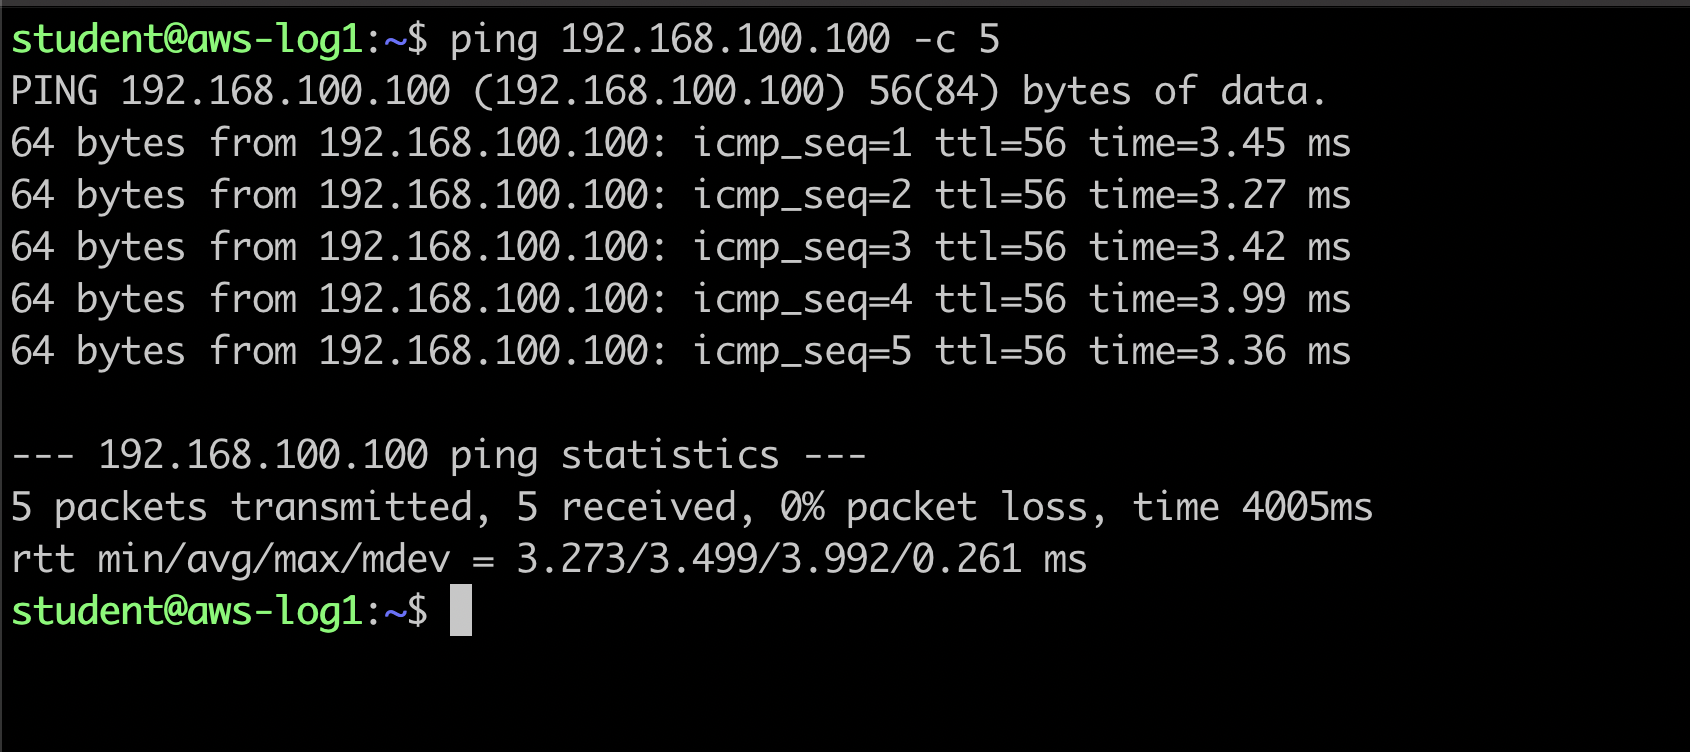 student@aws-log1:~$ ping 192.168.100.100 -c 5
PING 192.168.100.100 (192.168.100.100) 56(84) bytes of data.
64 bytes from 192.168.100.100: icmp_seq=1 ttl=56 time=3.45 ms
64 bytes from 192.168.100.100: icmp_seq=2 ttl=56 time=3.27 ms
64 bytes from 192.168.100.100: icmp_seq=3 ttl=56 time=3.42 ms
64 bytes from 192.168.100.100: icmp_seq=4 ttl=56 time=3.99 ms
64 bytes from 192.168.100.100: icmp_seq=5 ttl=56 time=3.36 ms
--- 192.168.100.100 ping statistics ---
5 packets transmitted, 5 received, 0% packet loss, time 4005ms
rtt min/avg/max/mdev = 3.273/3.499/3.992/0.261 ms
student@aws-log1:~$